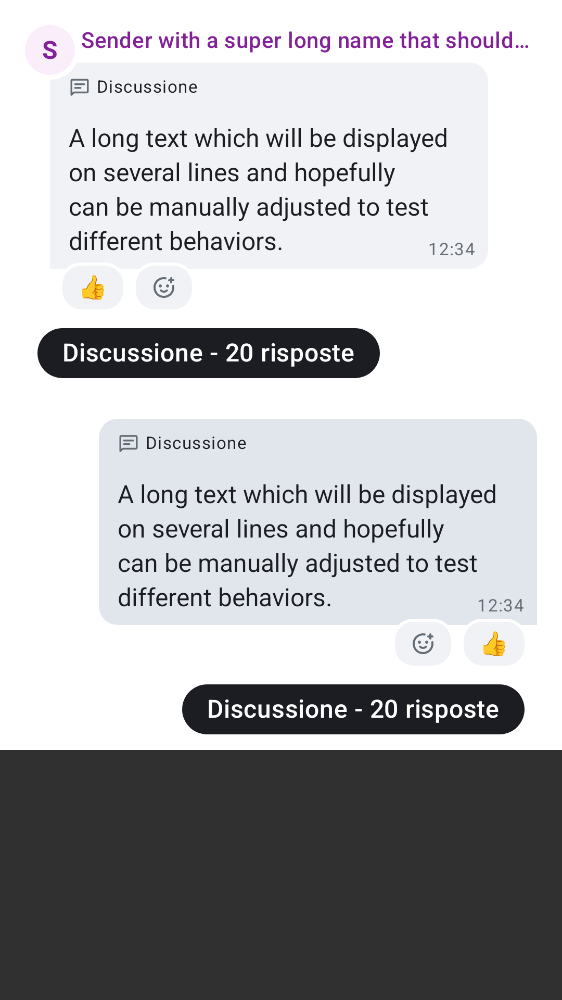 S
Sender with a super long name that should…
Discussione
A long text which will be displayed
on several lines and hopefully
can be manually adjusted to test
different behaviors.
12:34
👍
Discussione - 20 risposte
Discussione
A long text which will be displayed
on several lines and hopefully
can be manually adjusted to test
different behaviors.
12:34
👍
Discussione - 20 risposte